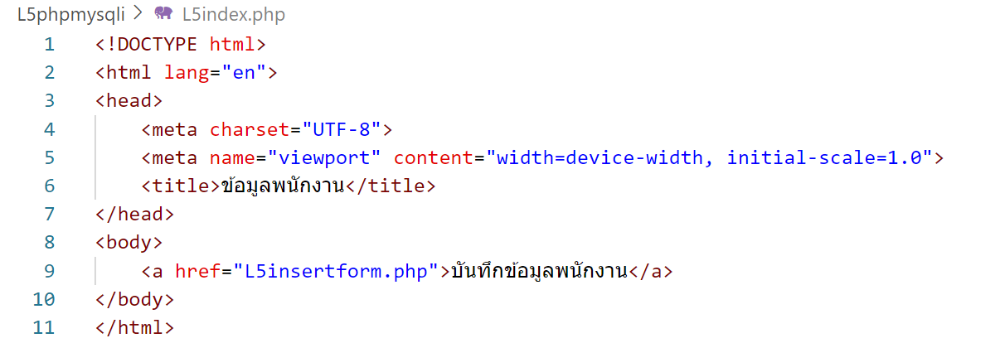 L5phpmysqli > L5index.php
1 <!DOCTYPE html>
2 <html lang="en">
3 <head>
4 <meta charset="UTF-8">
5 <meta name="viewport" content="width=device-width, initial-scale=1.0">
6 <title>ข้อมูลพนักงาน</title>
7 </head>
8 <body>
9 <a href="L5insertform.php">บันทึกข้อมูลพนักงาน</a>
10 </body>
11 </html>